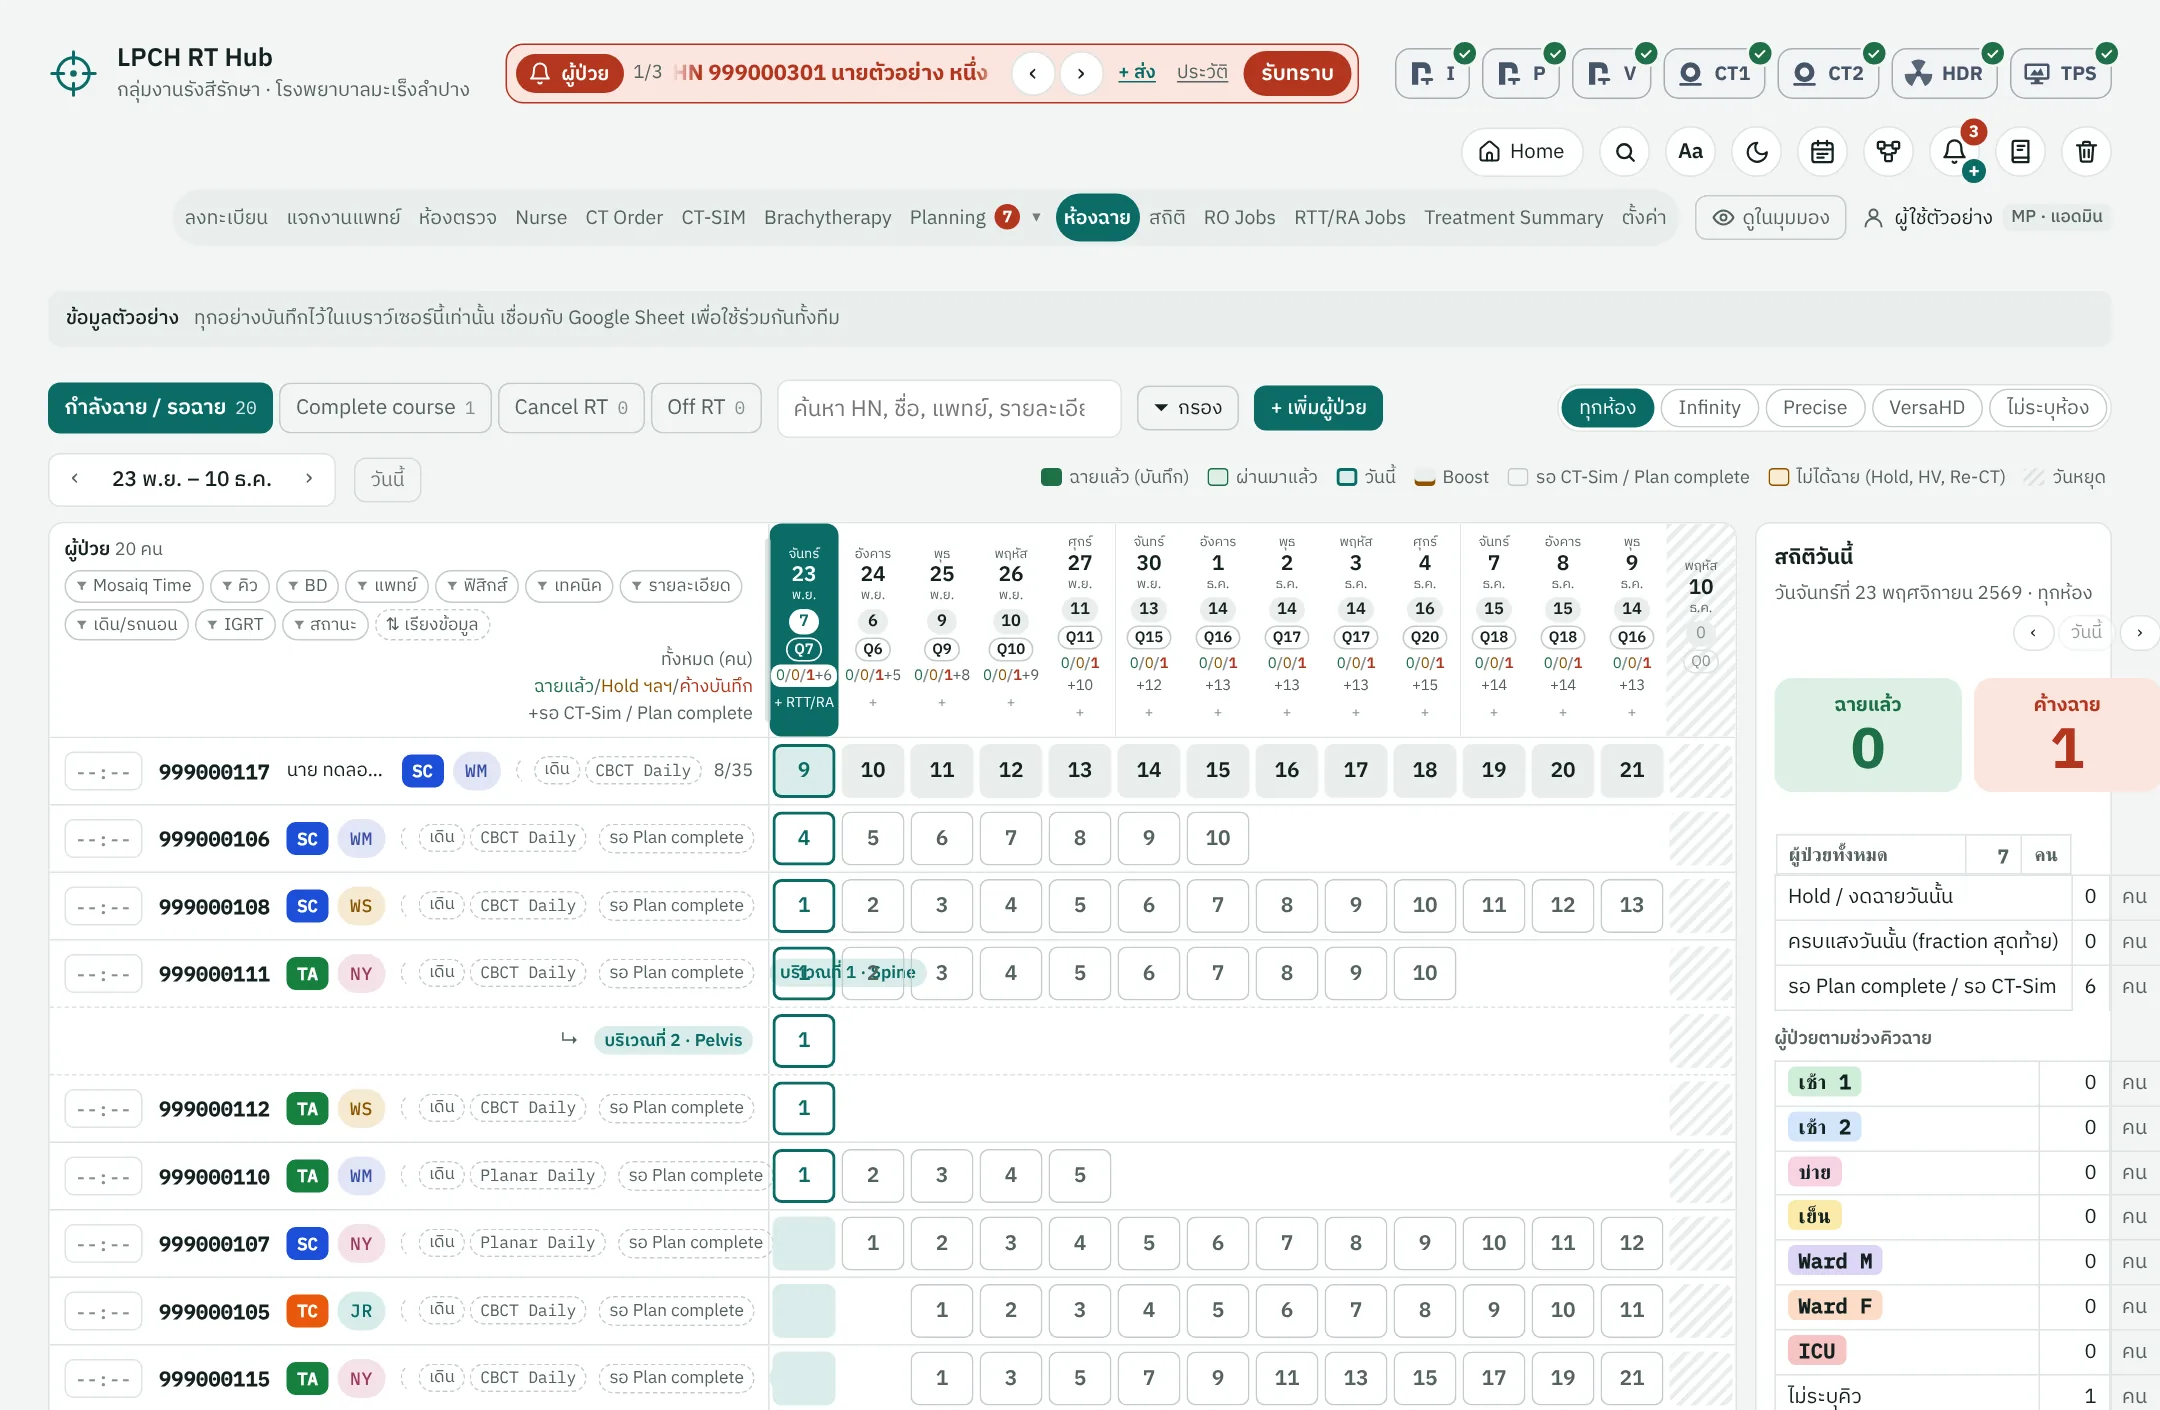 LPCH RT Hub
กลุ่มงานรังสีรักษา · โรงพยาบาลมะเร็งลำปาง
ผู้ป่วย 1/3 HN 999000301 นายตัวอย่าง หนึ่ง ‹ › + ส่ง ประวัติ รับทราบ
I P V CT1 CT2 HDR TPS
Home Aa 3 +
ลงทะเบียน แจกงานแพทย์ ห้องตรวจ Nurse CT Order CT-SIM Brachytherapy Planning 7 ▾ ห้องฉาย สถิติ RO Jobs RTT/RA Jobs Treatment Summary ตั้งค่า ดูในมุมมอง ผู้ใช้ตัวอย่าง MP · แอดมิน
ข้อมูลตัวอย่าง ทุกอย่างบันทึกไว้ในเบราว์เซอร์นี้เท่านั้น เชื่อมกับ Google Sheet เพื่อใช้ร่วมกันทั้งทีม
กำลังฉาย / รอฉาย 20 Complete course 1 Cancel RT 0 Off RT 0 ค้นหา HN, ชื่อ, แพทย์, รายละเอีย กรอง + เพิ่มผู้ป่วย ทุกห้อง Infinity Precise VersaHD ไม่ระบุห้อง
‹ 23 พ.ย. – 10 ธ.ค. › วันนี้
ฉายแล้ว (บันทึก) ผ่านมาแล้ว วันนี้ Boost รอ CT-Sim / Plan complete ไม่ได้ฉาย (Hold, HV, Re-CT) วันหยุด
ผู้ป่วย 20 คน
Mosaiq Time คิว BD แพทย์ ฟิสิกส์ เทคนิค รายละเอียด
เดิน/รถนอน IGRT สถานะ ⇅ เรียงข้อมูล
ทั้งหมด (คน)
ฉายแล้ว/Hold ฯลฯ/ค้างบันทึก
+รอ CT-Sim / Plan complete
จันทร์ 23 พ.ย. 7 Q7 0/0/1+6 + RTT/RA
อังคาร 24 พ.ย. 6 Q6 0/0/1+5 +
พุธ 25 พ.ย. 9 Q9 0/0/1+8 +
พฤหัส 26 พ.ย. 10 Q10 0/0/1+9 +
ศุกร์ 27 พ.ย. 11 Q11 0/0/1 +10 +
จันทร์ 30 พ.ย. 13 Q15 0/0/1 +12 +
อังคาร 1 ธ.ค. 14 Q16 0/0/1 +13 +
พุธ 2 ธ.ค. 14 Q17 0/0/1 +13 +
พฤหัส 3 ธ.ค. 14 Q17 0/0/1 +13 +
ศุกร์ 4 ธ.ค. 16 Q20 0/0/1 +15 +
จันทร์ 7 ธ.ค. 15 Q18 0/0/1 +14 +
อังคาร 8 ธ.ค. 15 Q18 0/0/1 +14 +
พุธ 9 ธ.ค. 14 Q16 0/0/1 +13 +
พฤหัส 10 ธ.ค. 0 Q0
--:-- 999000117 นาย ทดลอ... SC WM เดิน CBCT Daily 8/35 9 10 11 12 13 14 15 16 17 18 19 20 21
--:-- 999000106 SC WM เดิน CBCT Daily รอ Plan complete 4 5 6 7 8 9 10
--:-- 999000108 SC WS เดิน CBCT Daily รอ Plan complete 1 2 3 4 5 6 7 8 9 10 11 12 13
--:-- 999000111 TA NY เดิน CBCT Daily รอ Plan complete บริเวณที่ 1 · Spine 1 2 3 4 5 6 7 8 9 10
↳ บริเวณที่ 2 · Pelvis 1
--:-- 999000112 TA WS เดิน CBCT Daily รอ Plan complete 1
--:-- 999000110 TA WM เดิน Planar Daily รอ Plan complete 1 2 3 4 5
--:-- 999000107 SC NY เดิน Planar Daily รอ Plan complete 1 2 3 4 5 6 7 8 9 10 11 12
--:-- 999000105 TC JR เดิน CBCT Daily รอ Plan complete 1 2 3 4 5 6 7 8 9 10 11
--:-- 999000115 TA NY เดิน CBCT Daily รอ Plan complete 1 3 5 7 9 11 13 15 17 19 21
สถิติวันนี้
วันจันทร์ที่ 23 พฤศจิกายน 2569 · ทุกห้อง
‹ วันนี้ ›
ฉายแล้ว 0
ค้างฉาย 1
ผู้ป่วยทั้งหมด 7 คน
Hold / งดฉายวันนั้น 0 คน
ครบแสงวันนั้น (fraction สุดท้าย) 0 คน
รอ Plan complete / รอ CT-Sim 6 คน
ผู้ป่วยตามช่วงคิวฉาย
เช้า 1 0 คน
เช้า 2 0 คน
บ่าย 0 คน
เย็น 0 คน
Ward M 0 คน
Ward F 0 คน
ICU 0 คน
ไม่ระบุคิว 1 คน